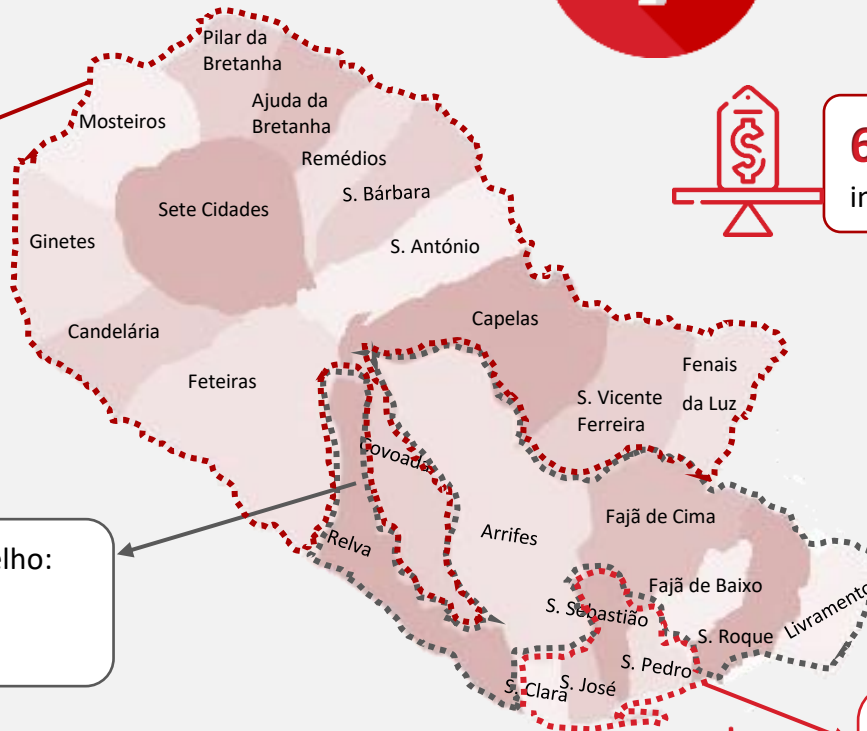 Pilar da
Bretanha
Ajuda da
Bretanha
Mosteiros
Remédios
S. Bárbara
Sete Cidades
Ginetes
S. António
Candelária
Capelas
Feteiras
Fenais
da Luz
S. Vicente
Ferreira
Covoada
Arrifes
Fajã de Cima
Relva
Fajã de Baixo
S. Sebastião
Livramento
S. Roque
S. Pedro
S. Clara
S. José
elho:
6
in
$